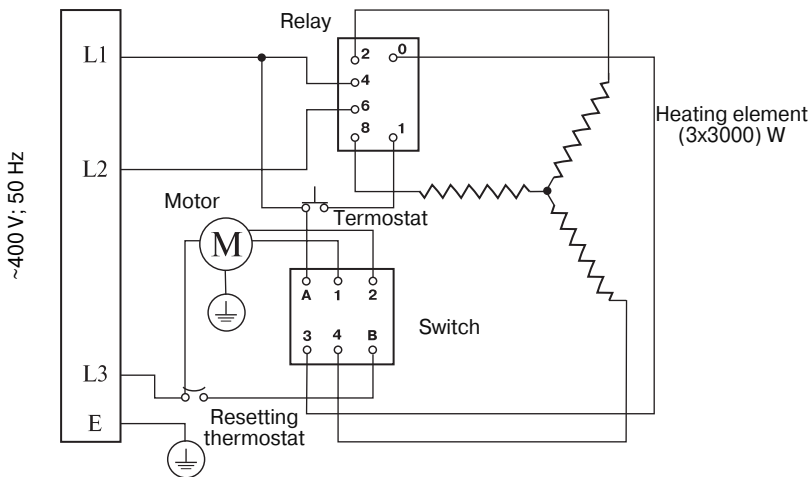 Relay
L1
2 0
4
6
8 1
Heating element
(3x3000) W
L2
~400 V; 50 Hz
Motor
Termostat
M
A 1 2
3 4 B
Switch
L3
Resetting
thermostat
E